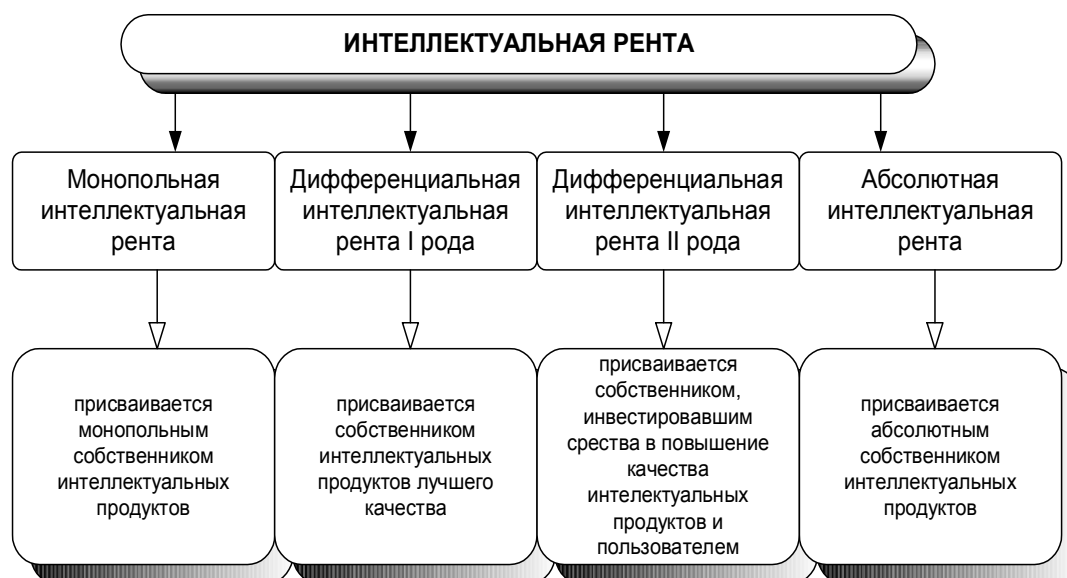 ИНТЕЛЛЕКТУАЛЬНАЯ РЕНТА
Монопольная
интеллектуальная
рента
Дифференциальная
интеллектуальная
рента I рода
Дифференциальная
интеллектуальная
рента II рода
Абсолютная
интеллектуальная
рента
присваивается
монопольным
собственником
интеллектуальных
продуктов
присваивается
собственником
интеллектуальных
продуктов лучшего
качества
присваивается
собственником,
инвестировавшим
срества в повышение
качества
интелектуальных
продуктов и
пользователем
присваивается
абсолютным
собственником
интеллектуальных
продуктов